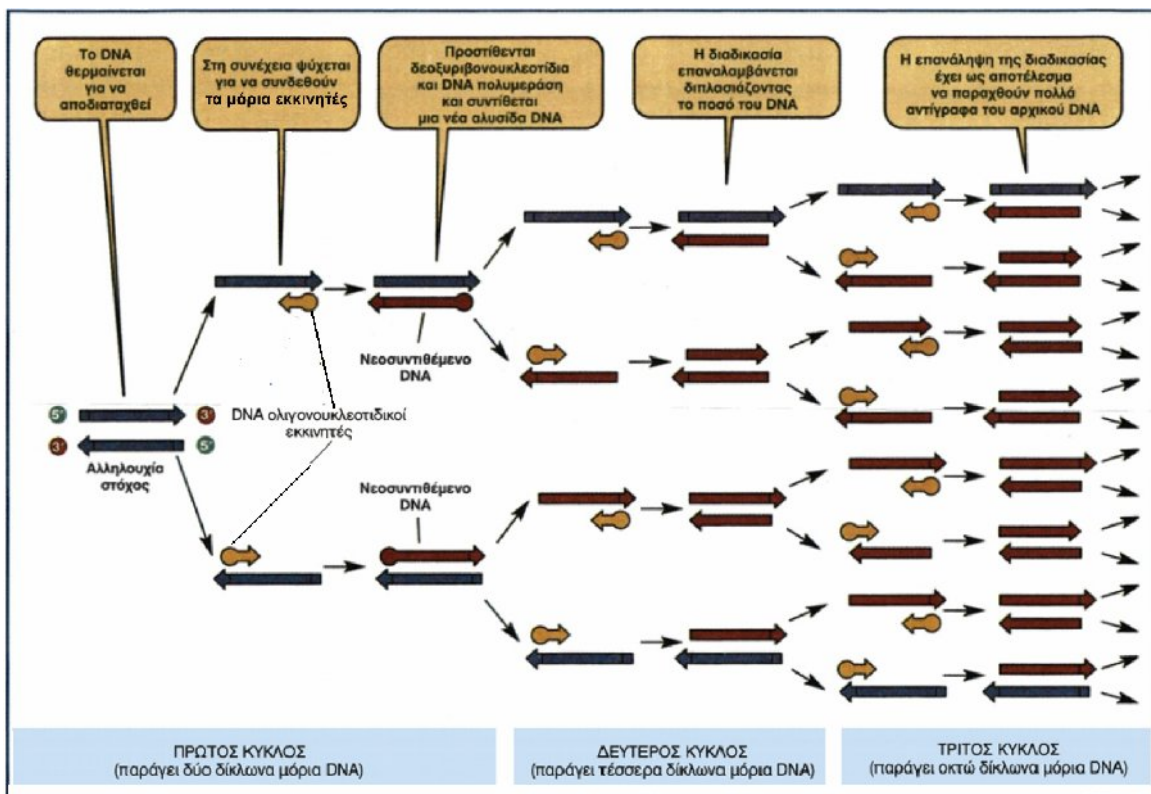 Το DNA
θερμαίνεται
για να
αποδιαταχθεί
Στη συνέχεια ψύχεται
για να συνδεθούν
τα μόρια εκκινητές
Προστίθενται
δεοξυριβονουκλεοτίδια
και DNA πολυμεράση
και συντίθεται
μια νέα αλυσίδα DNA
Η διαδικασία
επαναλαμβάνεται
διπλασιάζοντας
το ποσό του DNA
Η επανάληψη της διαδικασίας
έχει ως αποτέλεσμα
να παραχθούν πολλά
αντίγραφα του αρχικού DNA
Νεοσυντιθέμενο
DNA
5' 3'
3' 5'
DNA ολιγονουκλεοτιδικοί
εκκινητές
Αλληλουχία
στόχος
Νεοσυντιθέμενο
DNA
ΠΡΩΤΟΣ ΚΥΚΛΟΣ
(παράγει δύο δίκλωνα μόρια DNA)
ΔΕΥΤΕΡΟΣ ΚΥΚΛΟΣ
(παράγει τέσσερα δίκλωνα μόρια DNA)
ΤΡΙΤΟΣ ΚΥΚΛΟΣ
(παράγει οκτώ δίκλωνα μόρια DNA)